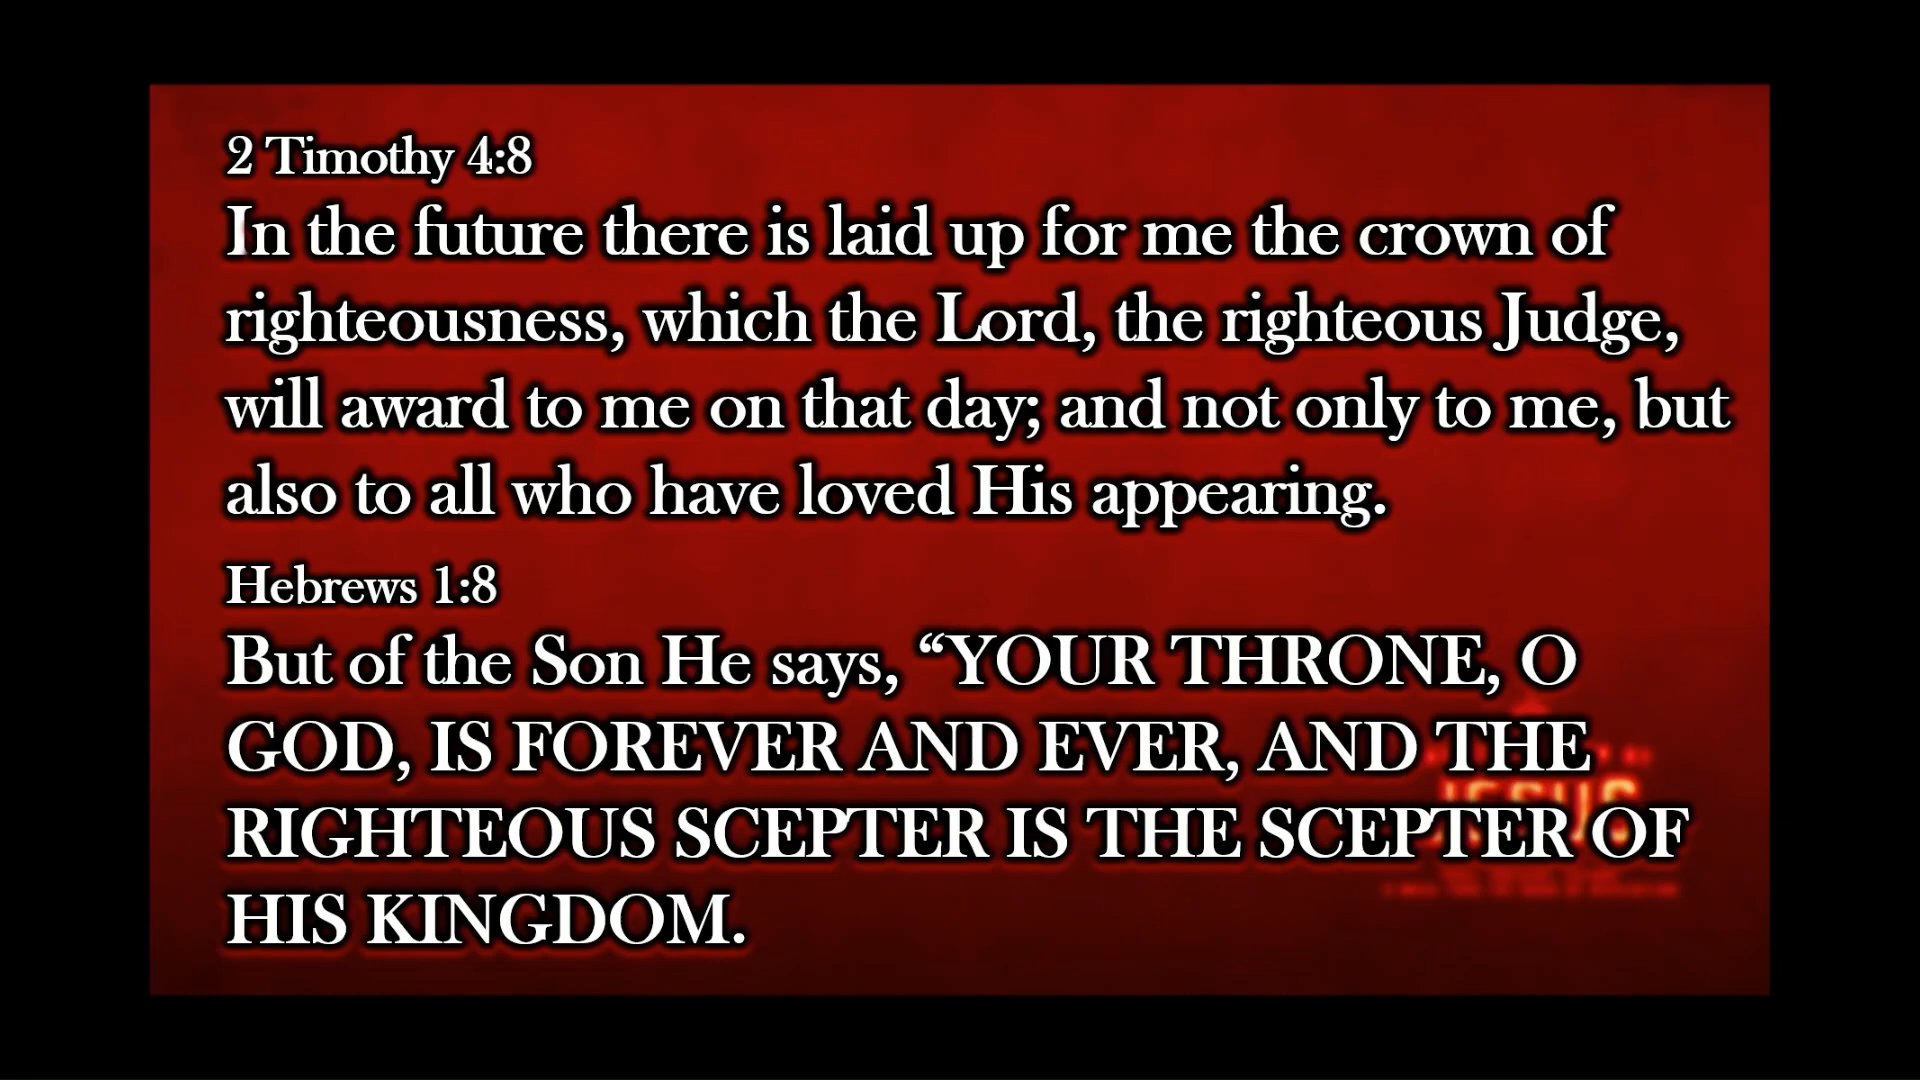 2 Timothy 4:8
In the future there is laid up for me the crown of
righteousness, which the Lord, the righteous Judge,
will award to me on that day; and not only to me, but
also to all who have loved His appearing.
Hebrews 1:8
But of the Son He says, “YOUR THRONE, O
GOD, IS FOREVER AND EVER, AND THE
RIGHTEOUS SCEPTER IS THE SCEPTER OF
HIS KINGDOM.
JESUS